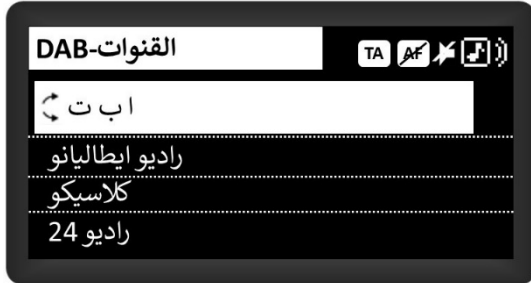 القنوات-DAB TA AF
ا ب ت
راديو ايطاليانو
كلاسيكو
راديو 24